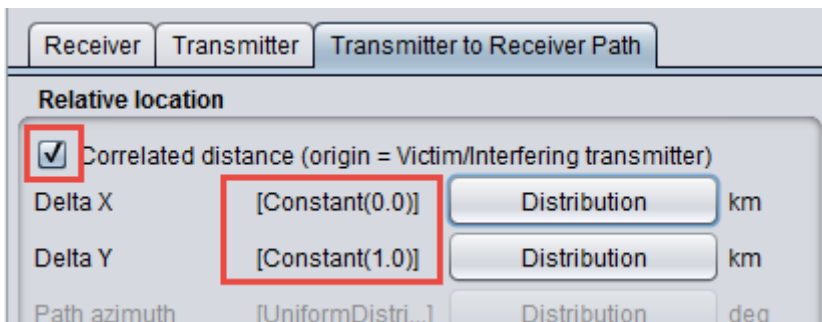 Receiver Transmitter Transmitter to Receiver Path
Relative location
Correlated distance (origin = Victim/Interfering transmitter)
Delta X [Constant(0.0)] Distribution km
Delta Y [Constant(1.0)] Distribution km
Path azimuth [UniformDistri...] Distribution deg